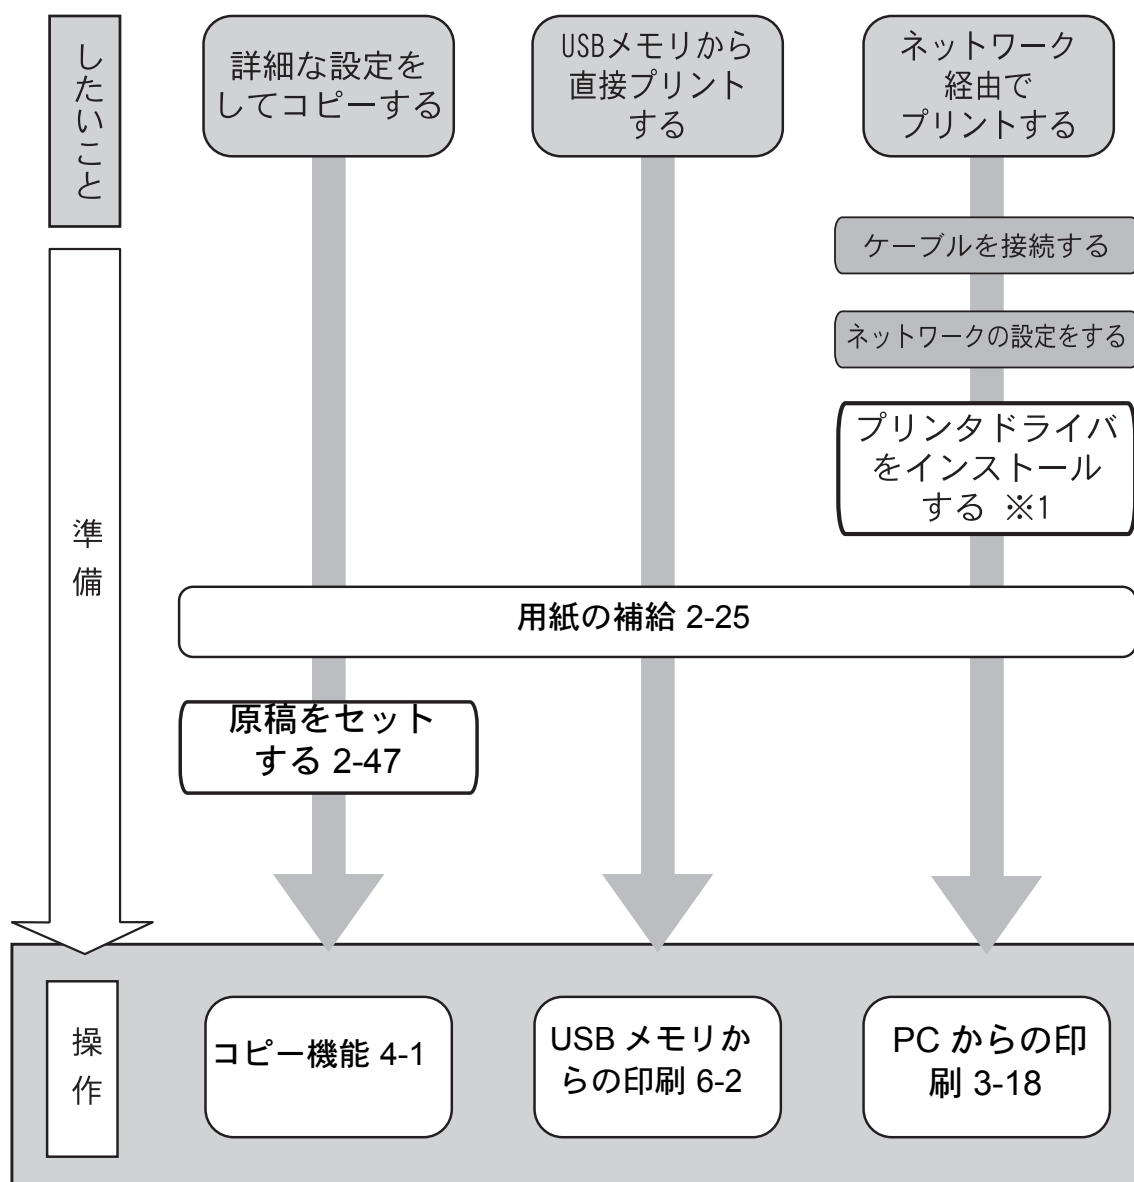 したいこと
詳細な設定を
してコピーする
USBメモリから
直接プリント
する
ネットワーク
経由で
プリントする
ケーブルを接続する
ネットワークの設定をする
プリンタドライバ
をインストール
する ※1
準備
用紙の補給 2-25
原稿をセット
する 2-47
操作
コピー機能 4-1
USB メモリか
らの印刷 6-2
PC からの印
刷 3-18